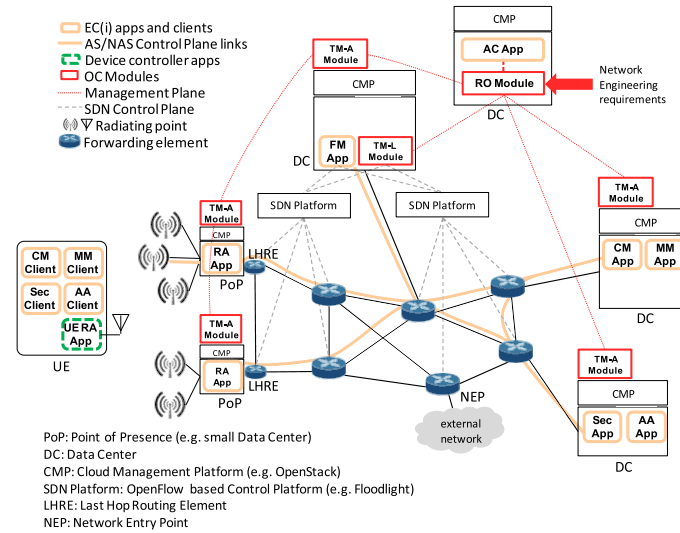 EC(i) apps and clients
AS/NAS Control Plane links
Device controller apps
OC Modules
Management Plane
SDN Control Plane
Radiating point
Forwarding element
TM-A
Module
CMP
FM
App
TM-L
Module
DC
CMP
AC App
RO Module
DC
Network
Engineering
requirements
SDN Platform
SDN Platform
TM-A
Module
CMP
RA
App
PoP
LHRE
TM-A
Module
CMP
CM
App
MM
App
DC
CM
Client
MM
Client
Sec
Client
AA
Client
UE RA
App
UE
TM-A
Module
CMP
RA
App
PoP
LHRE
NEP
external
network
TM-A
Module
CMP
Sec
App
AA
App
DC
PoP: Point of Presence (e.g. small Data Center)
DC: Data Center
CMP: Cloud Management Platform (e.g. OpenStack)
SDN Platform: OpenFlow based Control Platform (e.g. Floodlight)
LHRE: Last Hop Routing Element
NEP: Network Entry Point